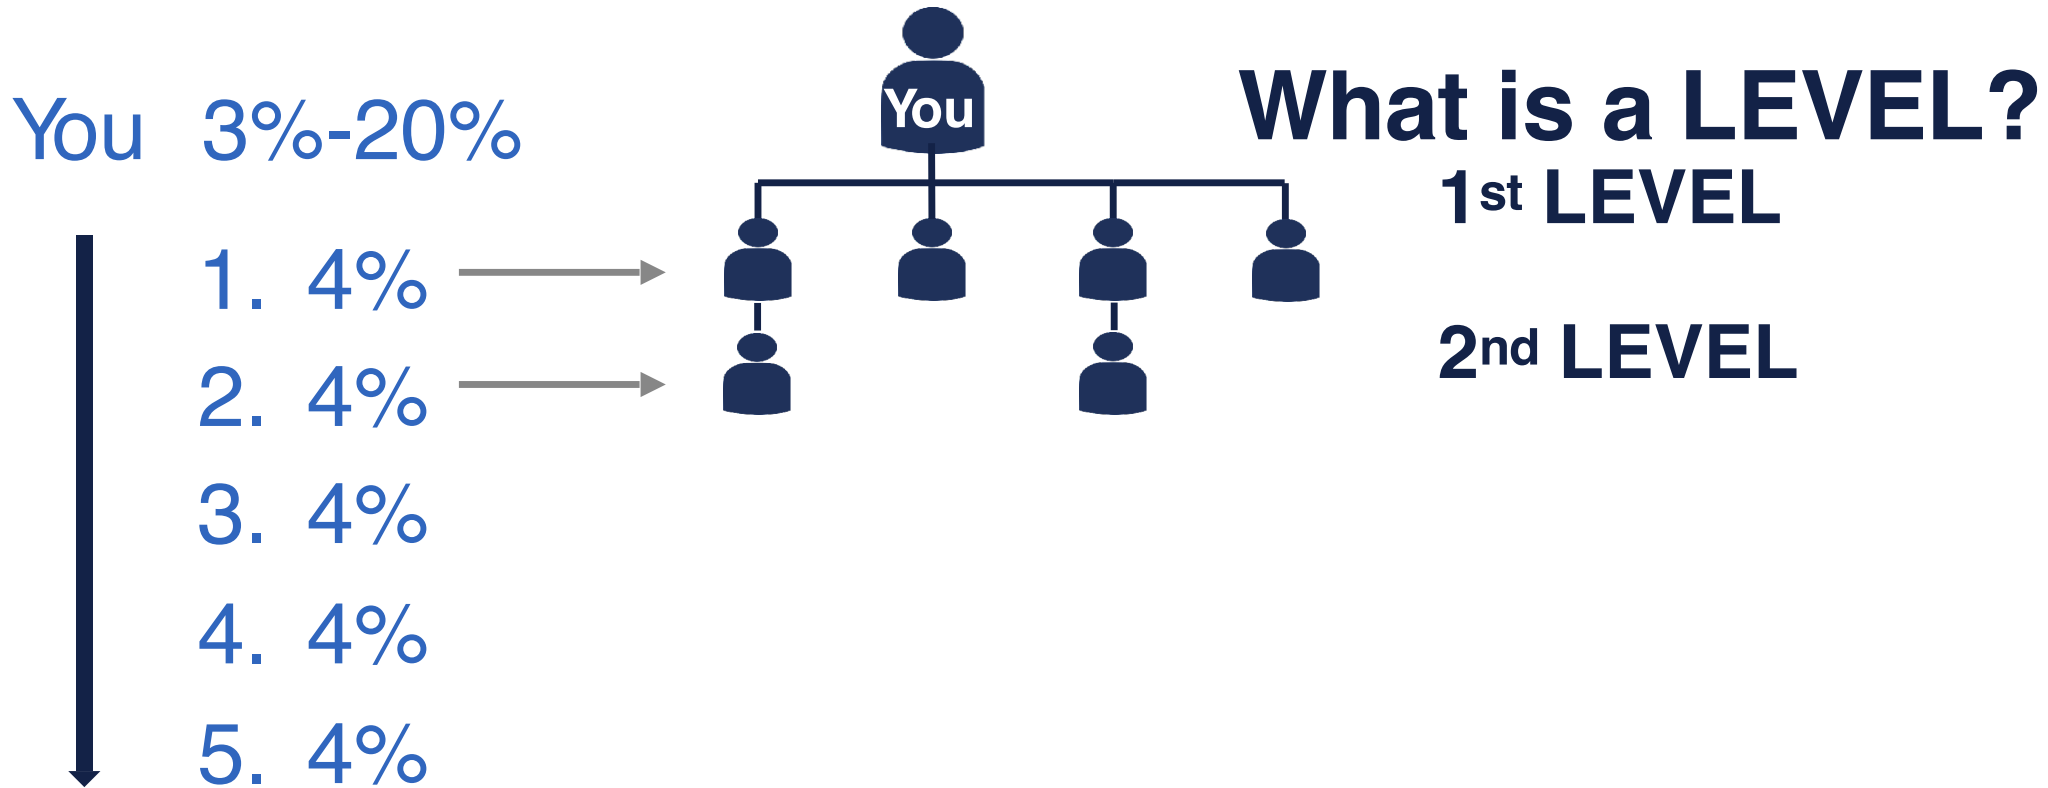 You 3%-20%
1. 4%
2. 4%
3. 4%
4. 4%
5. 4%
You
What is a LEVEL?
1st LEVEL
2nd LEVEL